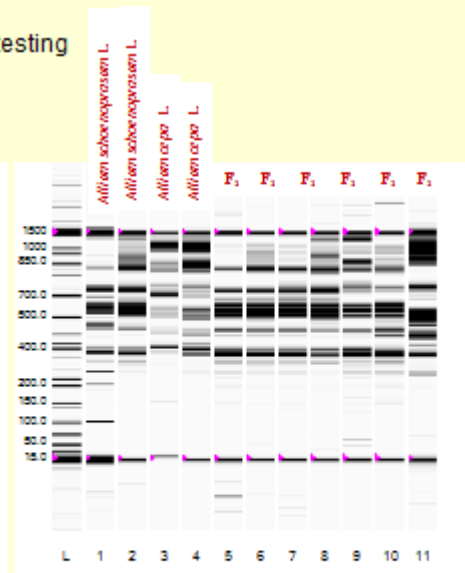 testing
Allium schoenoprasum L.
Allium schoenoprasum L.
Allium cepa L.
Allium cepa L.
F₁ F₁ F₁ F₁ F₁ F₁
1500
1000
850.0
700.0
500.0
400.0
200.0
150.0
100.0
50.0
15.0
L 1 2 3 4 5 6 7 8 9 10 11